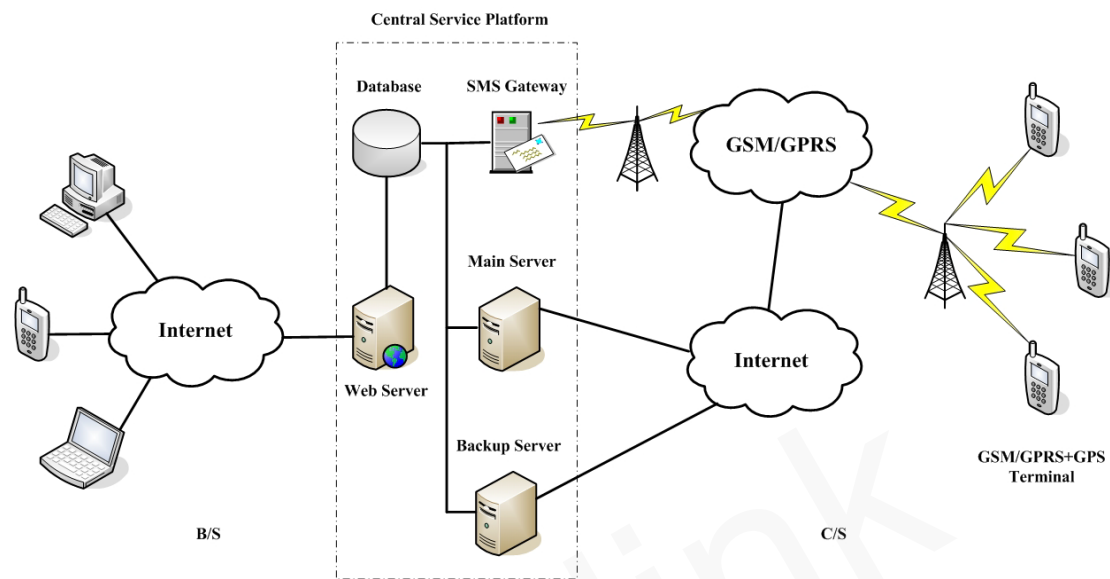 Central Service Platform
Database
SMS Gateway
GSM/GPRS
Main Server
Internet
Internet
Web Server
Backup Server
GSM/GPRS+GPS
Terminal
B/S
C/S